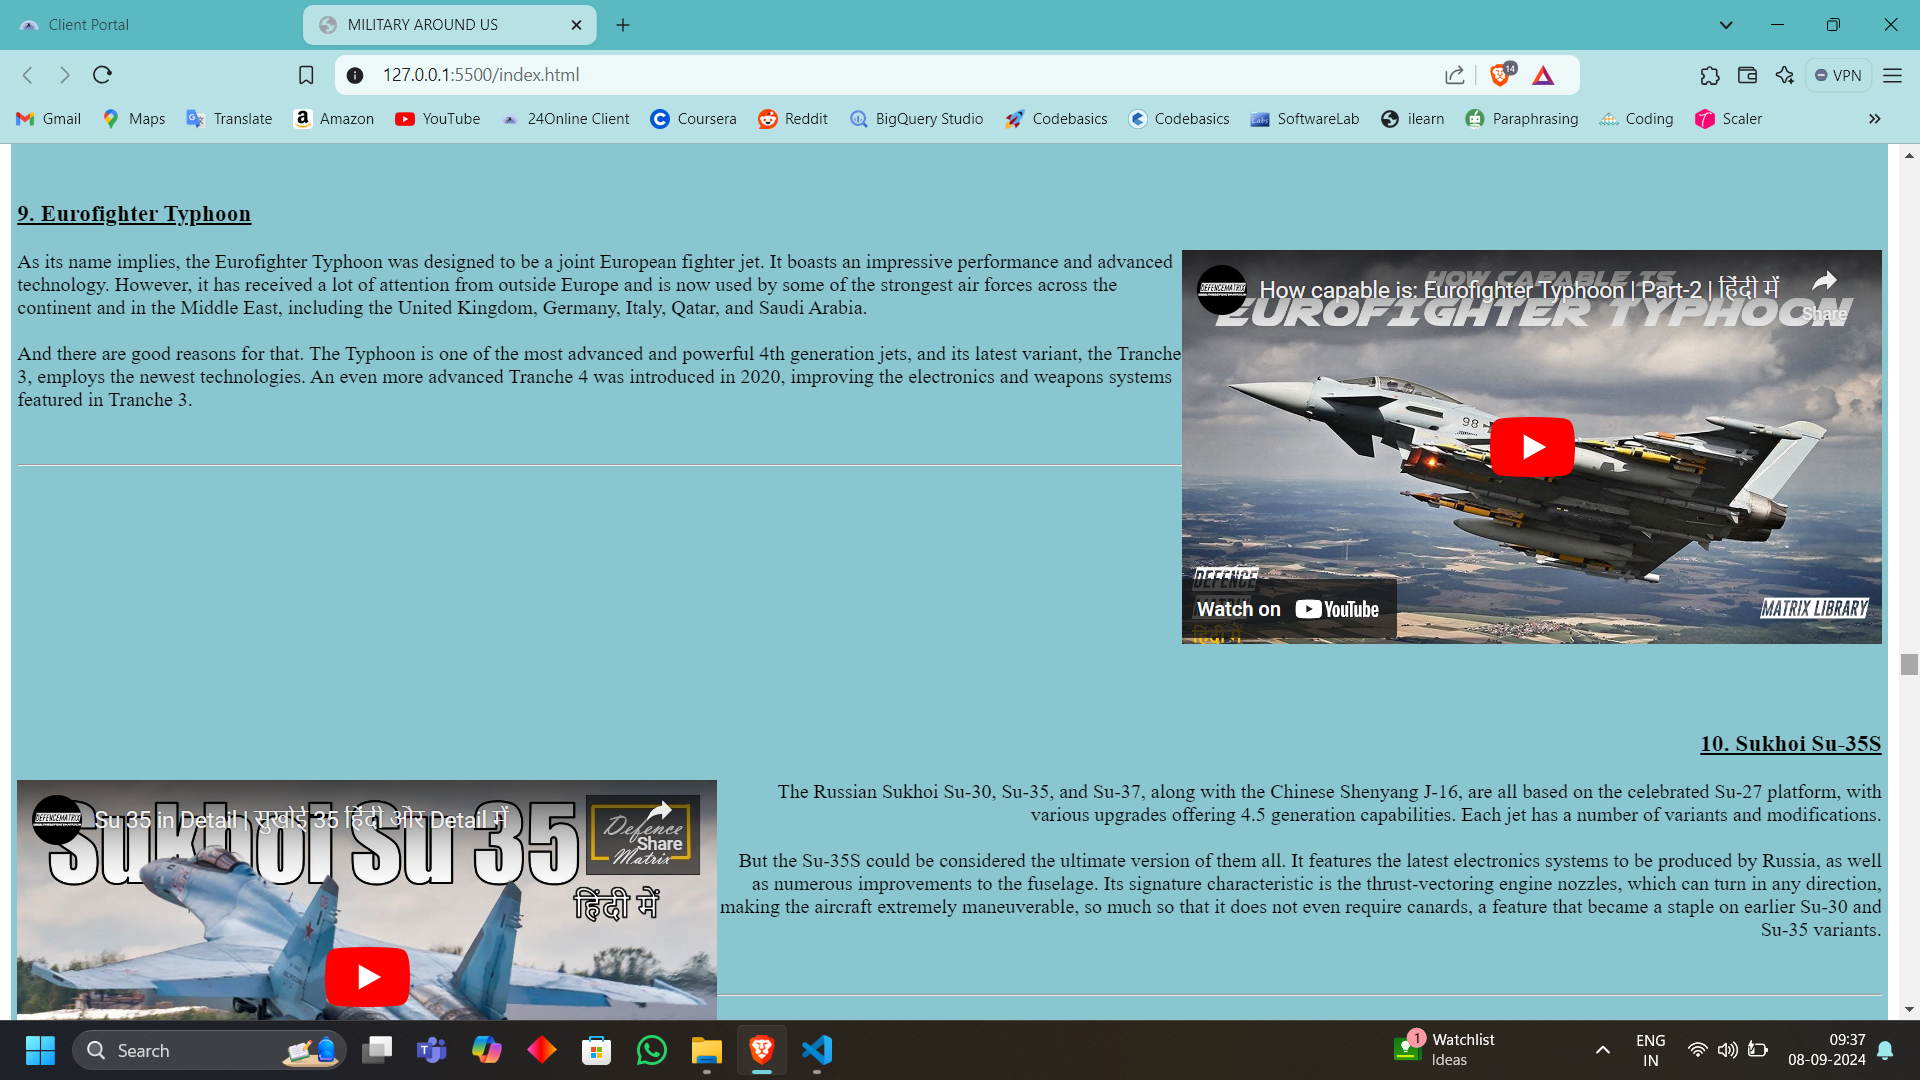 Client Portal
MILITARY AROUND US
127.0.0.1:5500/index.html
14
VPN
Gmail
Maps
Translate
Amazon
YouTube
24Online Client
Coursera
Reddit
BigQuery Studio
Codebasics
Codebasics
SoftwareLab
ilearn
Paraphrasing
Coding
Scaler
9. Eurofighter Typhoon
As its name implies, the Eurofighter Typhoon was designed to be a joint European fighter jet. It boasts an impressive performance and advanced
technology. However, it has received a lot of attention from outside Europe and is now used by some of the strongest air forces across the
continent and in the Middle East, including the United Kingdom, Germany, Italy, Qatar, and Saudi Arabia.
And there are good reasons for that. The Typhoon is one of the most advanced and powerful 4th generation jets, and its latest variant, the Tranche
3, employs the newest technologies. An even more advanced Tranche 4 was introduced in 2020, improving the electronics and weapons systems
featured in Tranche 3.
HOW CAPABLE IS
DEFENCEMATRIX
How capable is: Eurofighter Typhoon | Part-2 | हिंदी में
Share
EUROFIGHTER TYPHOON
98
DEFENCE
MATRIX
Watch on YouTube
हिंदी में
MATRIX LIBRARY
10. Sukhoi Su-35S
The Russian Sukhoi Su-30, Su-35, and Su-37, along with the Chinese Shenyang J-16, are all based on the celebrated Su-27 platform, with
various upgrades offering 4.5 generation capabilities. Each jet has a number of variants and modifications.
But the Su-35S could be considered the ultimate version of them all. It features the latest electronics systems to be produced by Russia, as well
as numerous improvements to the fuselage. Its signature characteristic is the thrust-vectoring engine nozzles, which can turn in any direction,
making the aircraft extremely maneuverable, so much so that it does not even require canards, a feature that became a staple on earlier Su-30 and
Su-35 variants.
DEFENCEMATRIX
Su 35 in Detail | सुखोई 35 हिंदी और Detail में
Share
Sukhoi Su 35
Defence
Matrix
हिंदी में
Search
1
Watchlist
Ideas
ENG
IN
09:37
08-09-2024